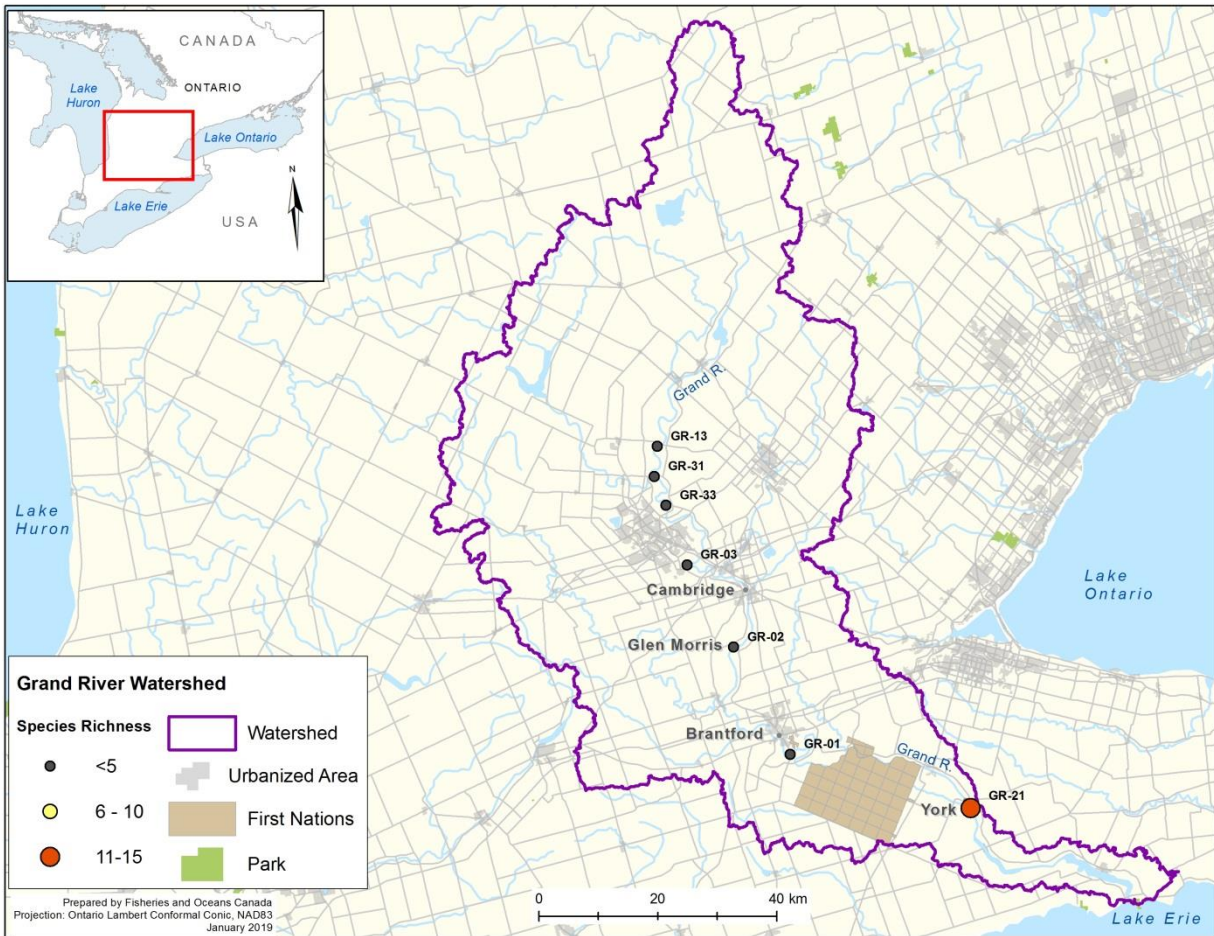 CANADA
Lake
Huron
ONTARIO
Lake Ontario
N
Lake Erie
USA
Grand R.
GR-13
GR-31
GR-33
GR-03
Cambridge
Lake
Huron
Lake
Ontario
Glen Morris
GR-02
Brantford
GR-01
Grand R.
York
GR-21
Lake Erie
Grand River Watershed
Species Richness
<5
6 - 10
11-15
Watershed
Urbanized Area
First Nations
Park
Prepared by Fisheries and Oceans Canada
Projection: Ontario Lambert Conformal Conic, NAD83
January 2019
0 20 40 km